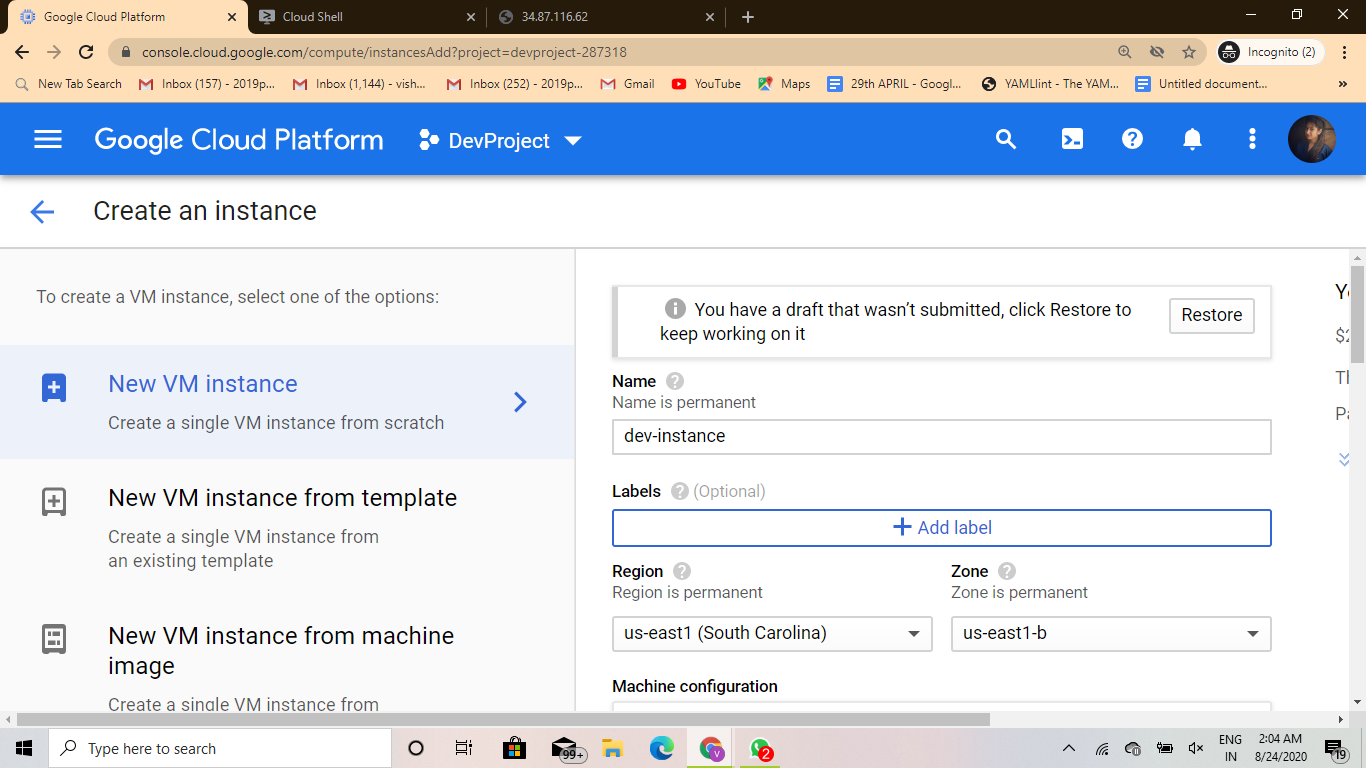 Google Cloud Platform
Cloud Shell
34.87.116.62
console.cloud.google.com/compute/instancesAdd?project=devproject-287318
Incognito (2)
New Tab Search
Inbox (157) - 2019p...
Inbox (1,144) - vish...
Inbox (252) - 2019p...
Gmail
YouTube
Maps
29th APRIL - Googl...
YAMLlint - The YAM...
Untitled document...
»
Google Cloud Platform
DevProject
Create an instance
To create a VM instance, select one of the options:
New VM instance
Create a single VM instance from scratch
New VM instance from template
Create a single VM instance from
an existing template
New VM instance from machine
image
Create a single VM instance from
You have a draft that wasn't submitted, click Restore to
keep working on it
Restore
Name
Name is permanent
dev-instance
Labels (Optional)
+ Add label
Region
Region is permanent
us-east1 (South Carolina)
Zone
Zone is permanent
us-east1-b
Machine configuration
Type here to search
99+
V
2
ENG
IN
2:04 AM
8/24/2020
19